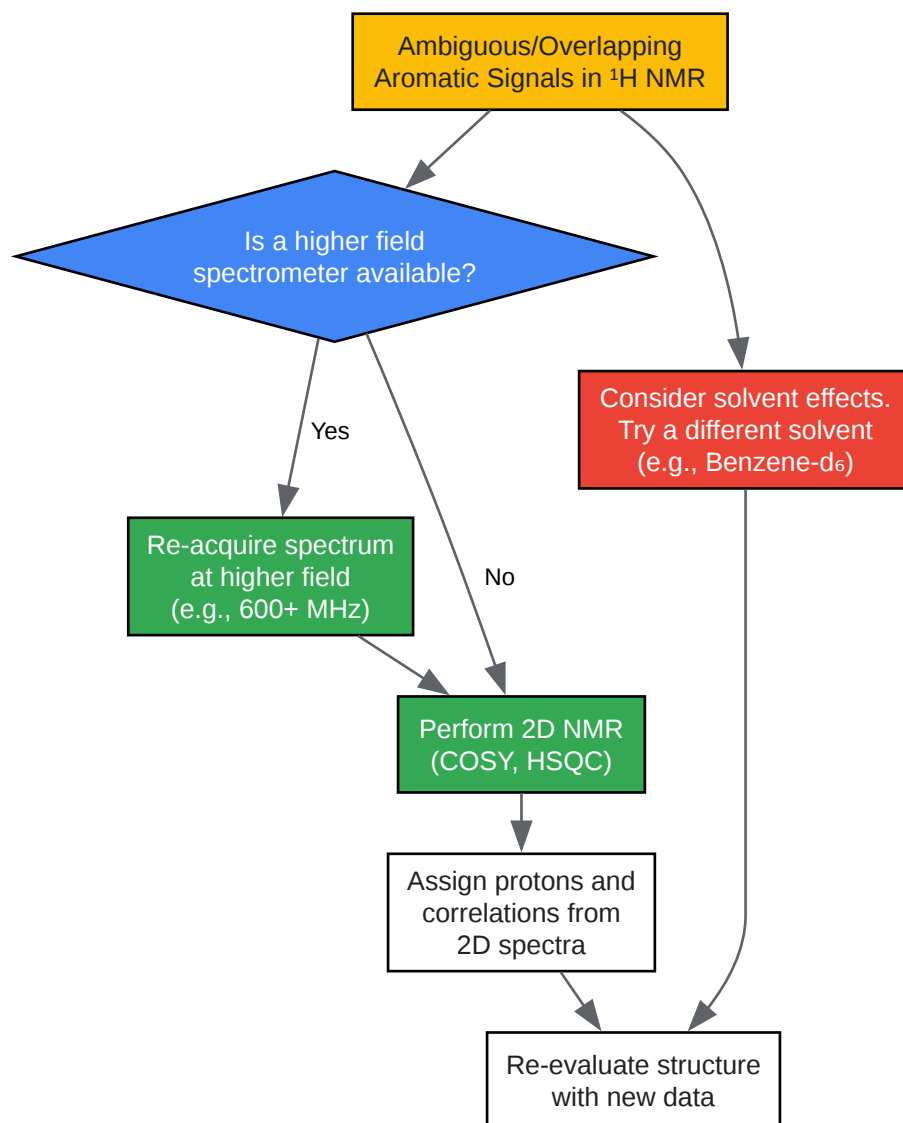 Ambiguous/Overlapping
Aromatic Signals in ¹H NMR
Is a higher field
spectrometer available?
Consider solvent effects.
Try a different solvent
(e.g., Benzene-d₆)
Yes
Re-acquire spectrum
at higher field
(e.g., 600+ MHz)
No
Perform 2D NMR
(COSY, HSQC)
Assign protons and
correlations from
2D spectra
Re-evaluate structure
with new data